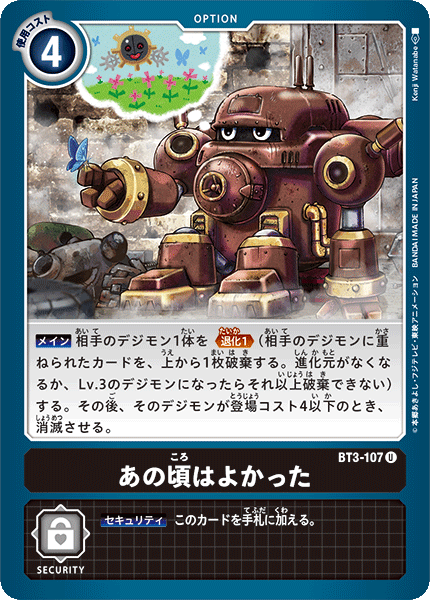 OPTION
使用コスト
4
Kenji Watanabe
メイン 相手のデジモン1体を 退化1 (相手のデジモンに重
ねられたカードを、上から1枚破棄する。進化元がなくな
るか、Lv.3のデジモンになったらそれ以上破棄できない)
する。その後、そのデジモンが登場コスト4以下のとき、
消滅させる。
©本郷あきよし・フジテレビ・東映アニメーション BANDAI MADE IN JAPAN
BT3-107 U
あの頃はよかった
セキュリティ このカードを手札に加える。
SECURITY